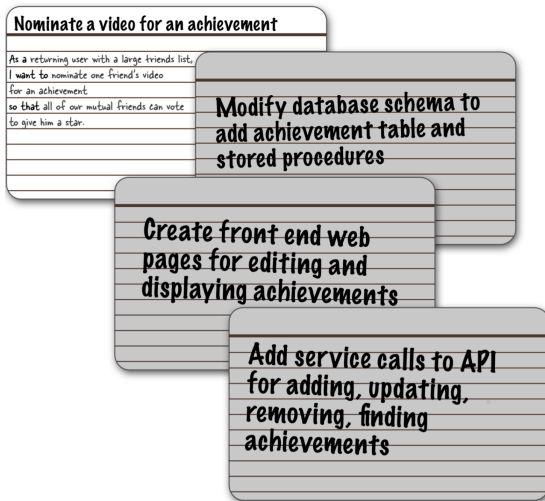 Nominate a video for an achievement
As a returning user with a large friends list,
I want to nominate one friend's video
for an achievement
so that all of our mutual friends can vote
to give him a star.
Modify database schema to
add achievement table and
stored procedures
Create front end web
pages for editing and
displaying achievements
Add service calls to API
for adding, updating,
removing, finding
achievements